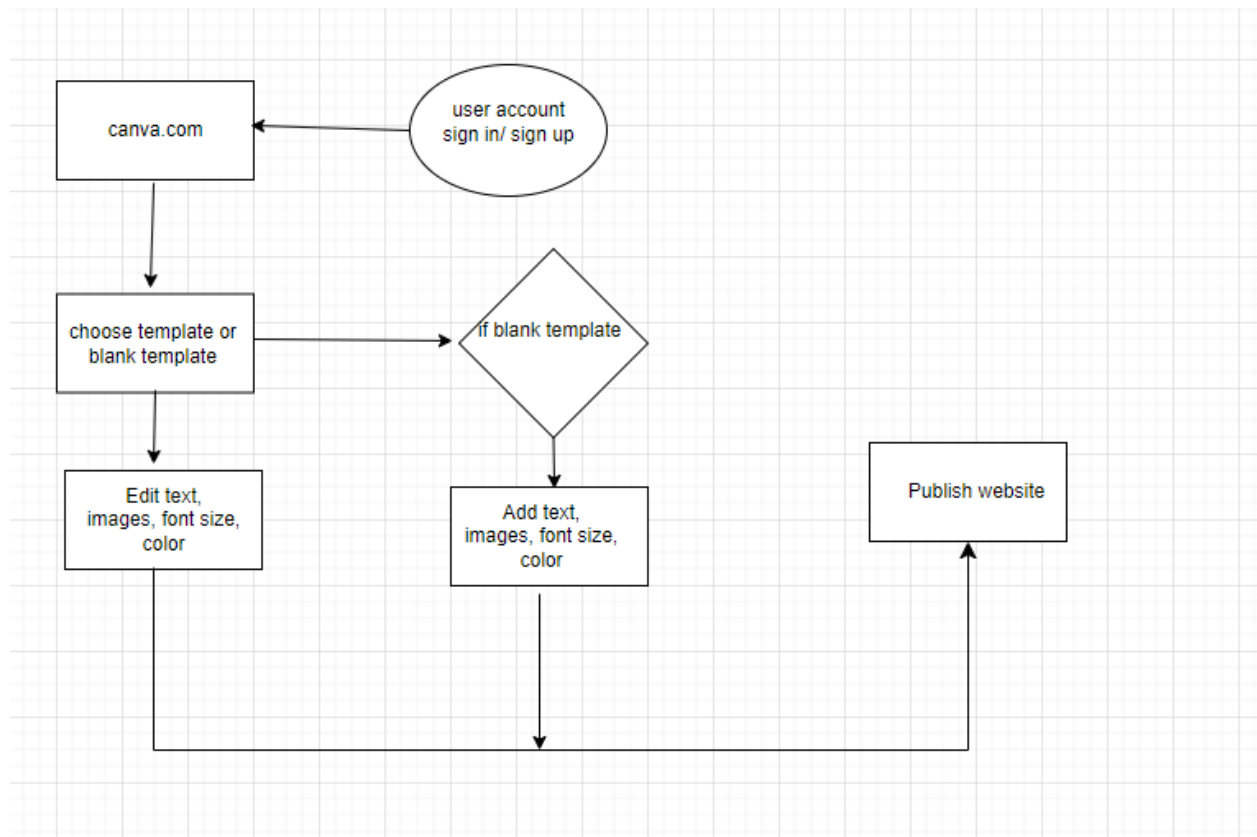 canva.com
user account
sign in/ sign up
choose template or
blank template
if blank template
Edit text,
images, font size,
color
Add text,
images, font size,
color
Publish website